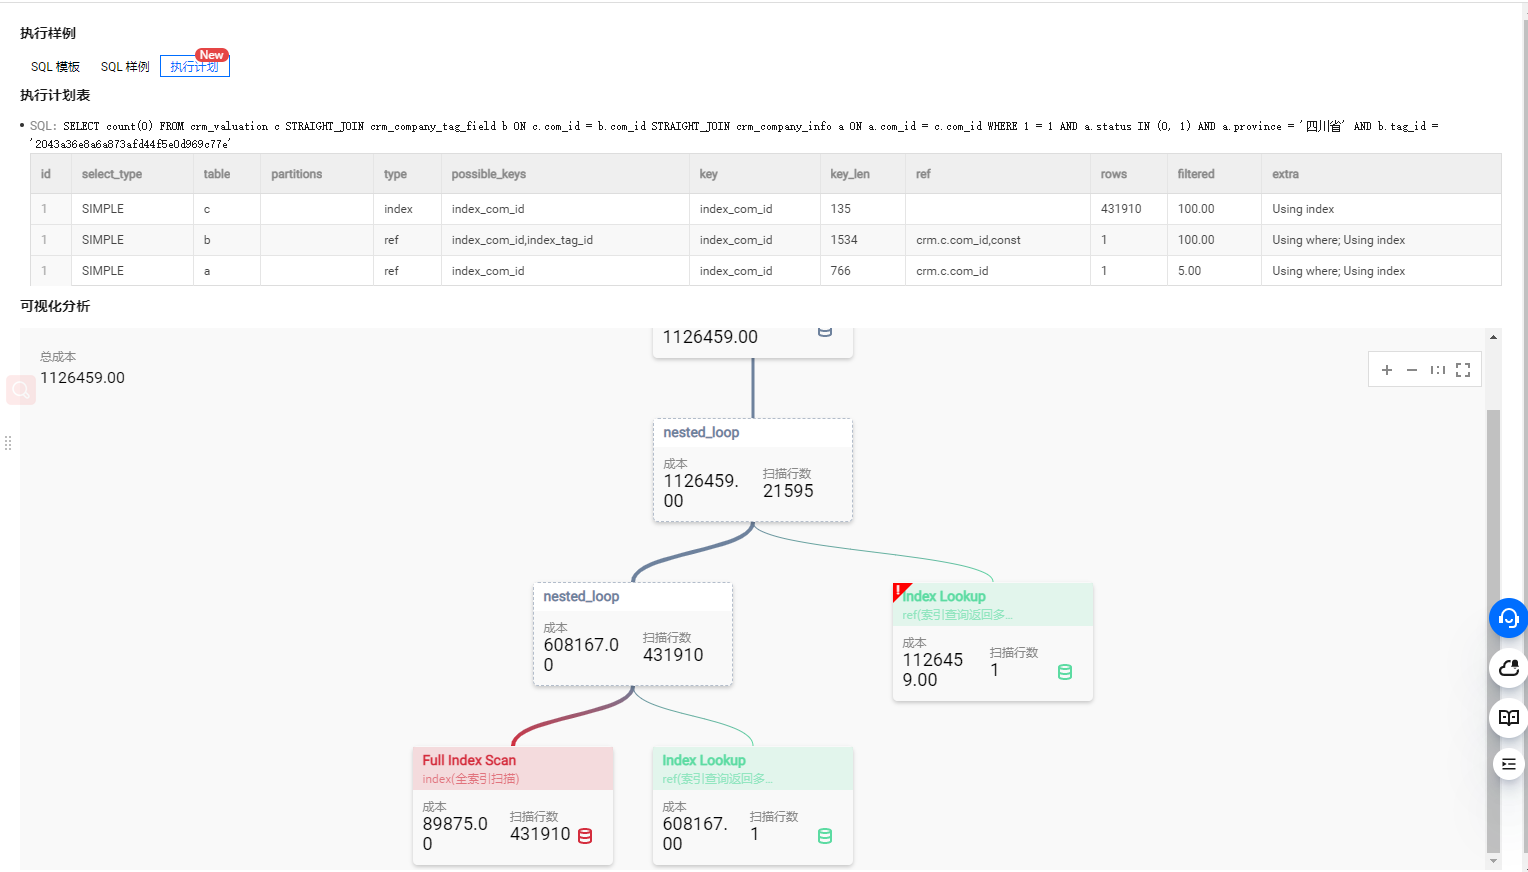 执行样例
SQL 模板 SQL 样例 执行计划 New
执行计划表
• SQL: SELECT count(0) FROM crm_valuation c STRAIGHT_JOIN crm_company_tag_field b ON c.com_id = b.com_id STRAIGHT_JOIN crm_company_info a ON a.com_id = c.com_id WHERE 1 = 1 AND a.status IN (0, 1) AND a.province = '四川省' AND b.tag_id =
'2043a36e8a6a873afd44f5e0d969c77e'
id select_type table partitions type possible_keys key key_len ref rows filtered extra
1 SIMPLE c index index_com_id index_com_id 135 431910 100.00 Using index
1 SIMPLE b ref index_com_id,index_tag_id index_com_id 1534 crm.c.com_id,const 1 100.00 Using where; Using index
1 SIMPLE a ref index_com_id index_com_id 766 crm.c.com_id 1 5.00 Using where; Using index
可视化分析
1126459.00
总成本
1126459.00
nested_loop
成本 扫描行数
1126459. 21595
00
nested_loop
成本 扫描行数
608167.0 431910
0
Index Lookup
ref(索引查询返回多...
成本 扫描行数
112645 1
9.00
Full Index Scan
index(全索引扫描)
成本 扫描行数
89875.0 431910
0
Index Lookup
ref(索引查询返回多...
成本 扫描行数
608167. 1
00